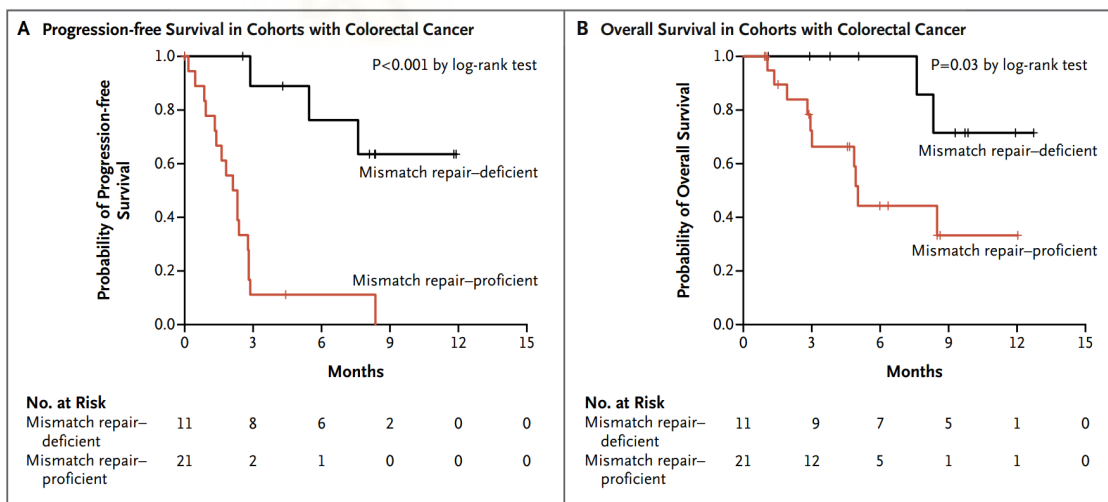 A Progression-free Survival in Cohorts with Colorectal Cancer
1.0
0.8
0.6
0.4
0.2
0.0
Probability of Progression-free
Survival
P<0.001 by log-rank test
Mismatch repair–deficient
Mismatch repair–proficient
0 3 6 9 12 15
Months
No. at Risk
Mismatch repair– 11 8 6 2 0 0
deficient
Mismatch repair– 21 2 1 0 0 0
proficient
B Overall Survival in Cohorts with Colorectal Cancer
1.0
0.8
0.6
0.4
0.2
0.0
Probability of Overall Survival
P=0.03 by log-rank test
Mismatch repair–deficient
Mismatch repair–proficient
0 3 6 9 12 15
Months
No. at Risk
Mismatch repair– 11 9 7 5 1 0
deficient
Mismatch repair– 21 12 5 1 1 0
proficient